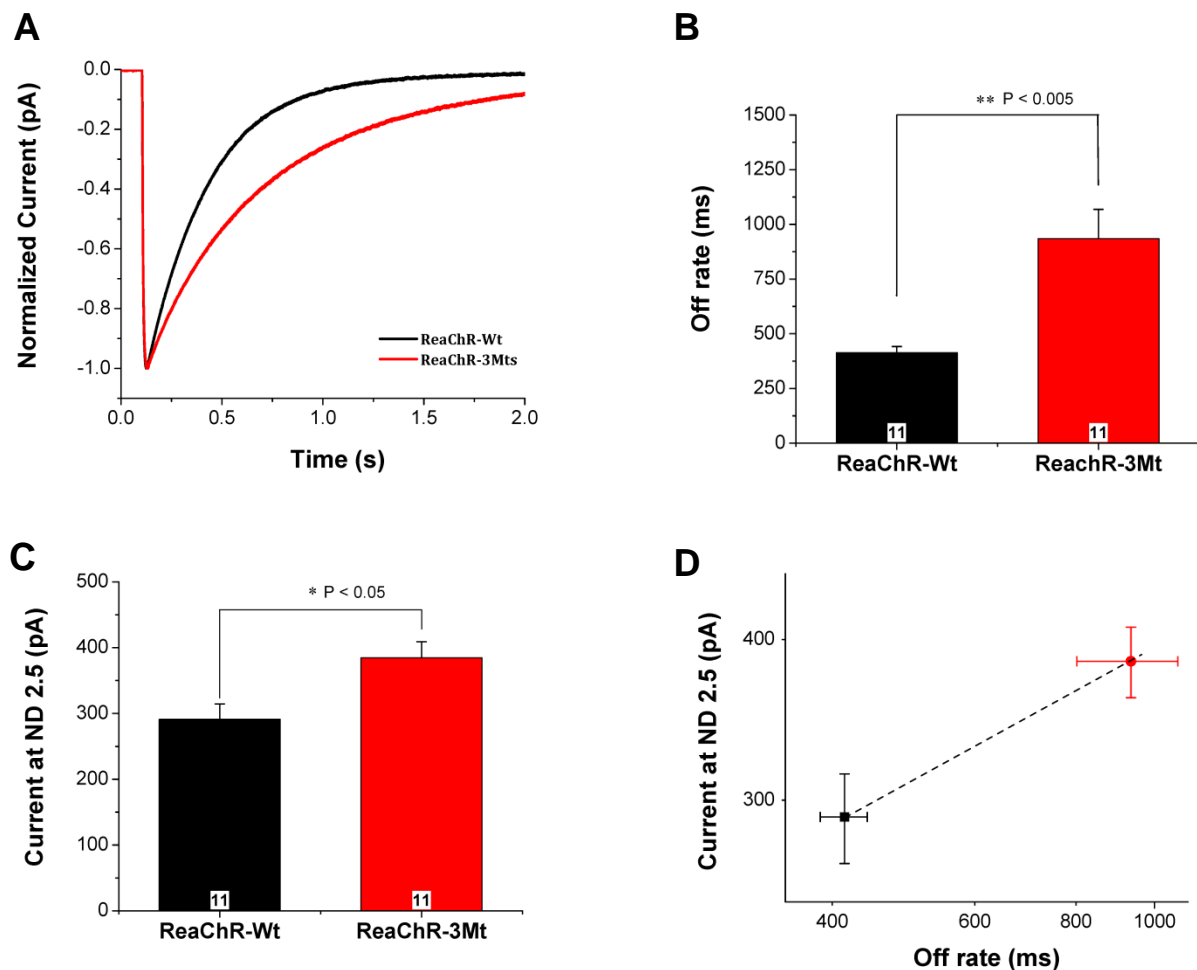 A
Normalized Current (pA)
0.0
-0.2
-0.4
-0.6
-0.8
-1.0
ReaChR-Wt
ReaChR-3Mts
0.0 0.5 1.0 1.5 2.0
Time (s)
B
** P < 0.005
Off rate (ms)
1500
1250
1000
750
500
250
0
11 11
ReaChR-Wt ReachR-3Mt
C
* P < 0.05
Current at ND 2.5 (pA)
500
400
300
200
100
0
11 11
ReaChR-Wt ReaChR-3Mt
D
Current at ND 2.5 (pA)
400
300
400 600 800 1000
Off rate (ms)